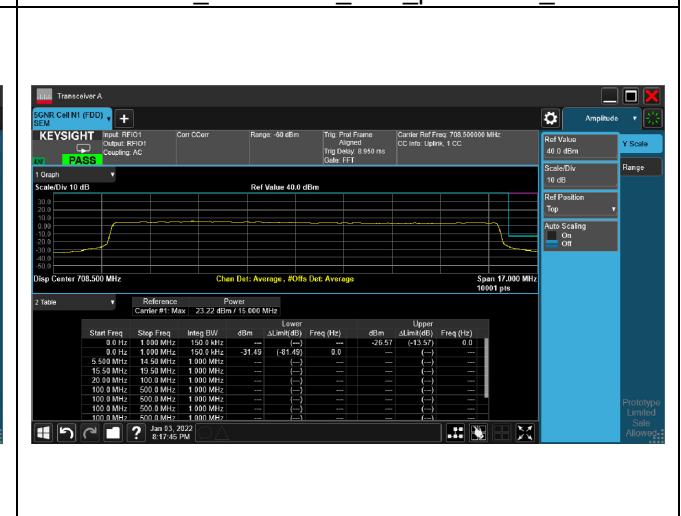 Transceiver A
5GNR Cell N1 (FDD)
SEM
KEYSIGHT
PASS
Input: RFIO1
Output: RFIO1
Coupling: AC
Corr CCorr
Range: -60 dBm
Trig: Prot Frame
Aligned
Trig Delay: 8.950 ms
Gate: FFT
Carrier Ref Freq: 708.500000 MHz
CC Info: Uplink, 1 CC
1 Graph
Scale/Div 10 dB
Ref Value 40.0 dBm
30.0
20.0
10.0
0.00
-10.0
-20.0
-30.0
-40.0
-50.0
Disp Center 708.500 MHz
Chan Det: Average , #Offs Det: Average
Span 17.000 MHz
10001 pts
2 Table
Reference Power
Carrier #1: Max 23.22 dBm / 15.000 MHz
Lower Upper
Start Freq Stop Freq Integ BW dBm ΔLimit(dB) Freq (Hz) dBm ΔLimit(dB) Freq (Hz)
0.0 Hz 1.000 MHz 150.0 kHz --- (---) --- -26.57 (-13.57) 0.0
0.0 Hz 1.000 MHz 150.0 kHz -31.49 (-81.49) 0.0 --- (---) ---
5.500 MHz 14.50 MHz 1.000 MHz --- (---) --- --- (---) ---
15.50 MHz 19.50 MHz 1.000 MHz --- (---) --- --- (---) ---
20.00 MHz 100.0 MHz 1.000 MHz --- (---) --- --- (---) ---
100.0 MHz 500.0 MHz 1.000 MHz --- (---) --- --- (---) ---
100.0 MHz 500.0 MHz 1.000 MHz --- (---) --- --- (---) ---
100.0 MHz 500.0 MHz 1.000 MHz --- (---) --- --- (---) ---
100.0 MHz 500.0 MHz 1.000 MHz --- (---) --- --- (---) ---
Jan 03, 2022
8:17:45 PM
Amplitude
Ref Value
40.0 dBm
Scale/Div
10 dB
Ref Position
Top
Auto Scaling
On
Off
Y Scale
Range
Prototype
Limited
Sale
Allowed